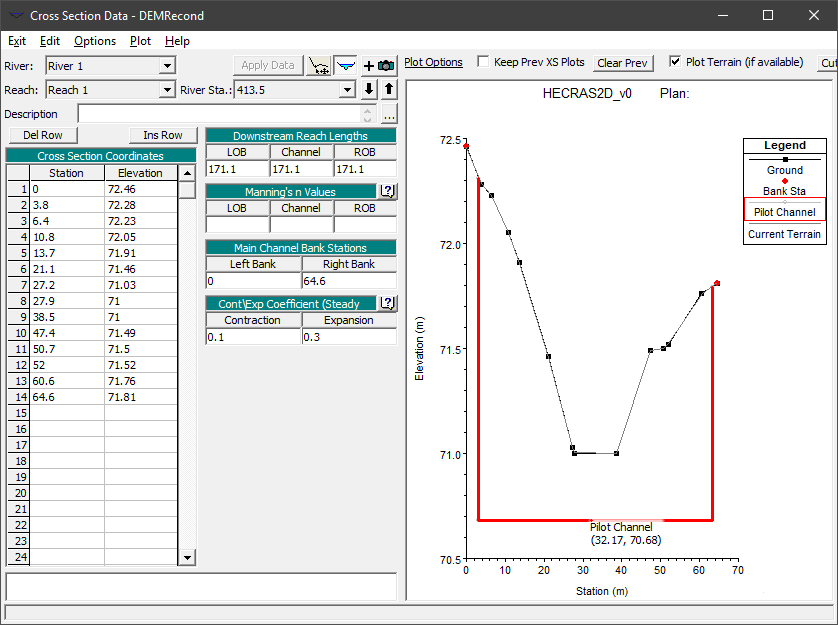 Cross Section Data - DEMRecond
Exit Edit Options Plot Help
River: River 1 Apply Data
Reach: Reach 1 River Sta.: 413.5
Description ...
Del Row Ins Row
Cross Section Coordinates
Station Elevation
1 0 72.46
2 3.8 72.28
3 6.4 72.23
4 10.8 72.05
5 13.7 71.91
6 21.1 71.46
7 27.2 71.03
8 27.9 71
9 38.5 71
10 47.4 71.49
11 50.7 71.5
12 52 71.52
13 60.6 71.76
14 64.6 71.81
15
16
17
18
19
20
21
22
23
24
Downstream Reach Lengths
LOB Channel ROB
171.1 171.1 171.1
Manning's n Values ?
LOB Channel ROB
Main Channel Bank Stations
Left Bank Right Bank
0 64.6
Cont\Exp Coefficient (Steady ?
Contraction Expansion
0.1 0.3
Plot Options Keep Prev XS Plots Clear Prev Plot Terrain (if available) Cut
HECRAS2D_v0 Plan:
Legend
Ground
Bank Sta
Pilot Channel
Current Terrain
72.5
72.0
71.5
71.0
70.5
Elevation (m)
Pilot Channel
(32.17, 70.68)
0 10 20 30 40 50 60 70
Station (m)